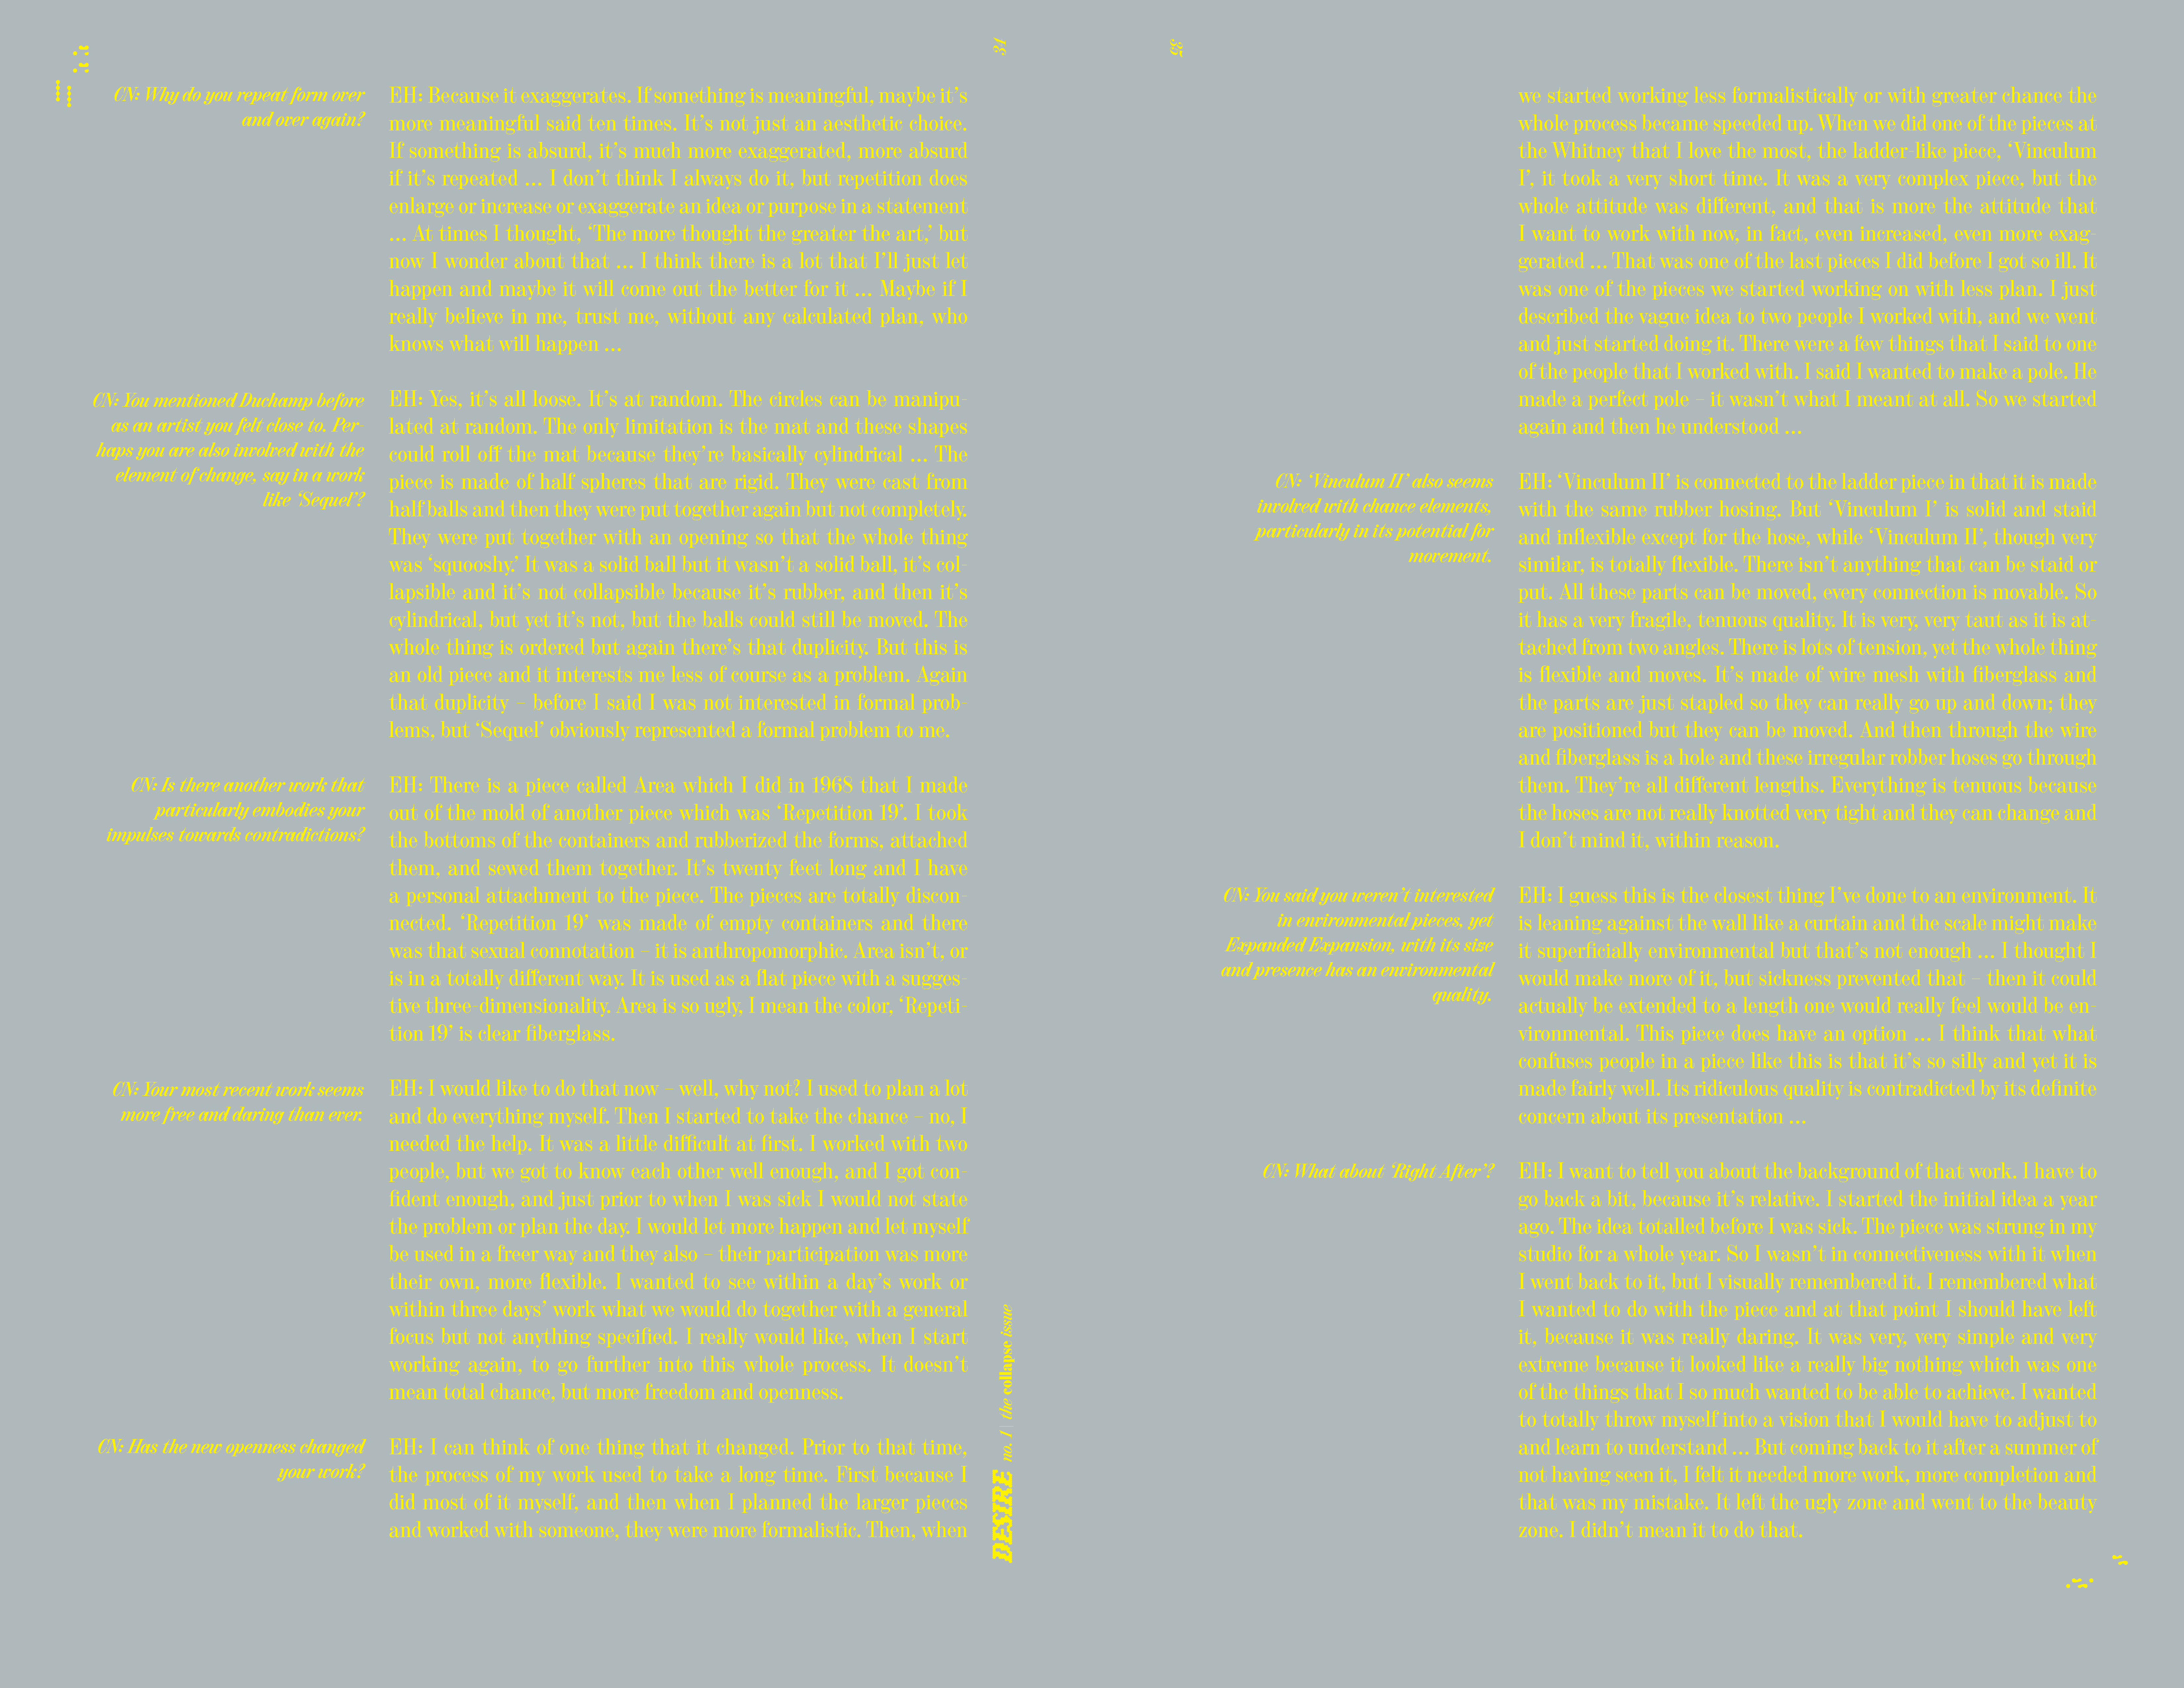 34
CN: Why do you repeat form over
and over again?
EH: Because it exaggerates. If something is meaningful, maybe it’s
more meaningful said ten times. It’s not just an aesthetic choice.
If something is absurd, it’s much more exaggerated, more absurd
if it’s repeated ... I don’t think I always do it, but repetition does
enlarge or increase or exaggerate an idea or purpose in a statement
... At times I thought, ‘The more thought the greater the art,’ but
now I wonder about that ... I think there is a lot that I’ll just let
happen and maybe it will come out the better for it ... Maybe if I
really believe in me, trust me, without any calculated plan, who
knows what will happen ...
CN: You mentioned Duchamp before
as an artist you felt close to. Per-
haps you are also involved with the
element of change, say in a work
like ‘Sequel’?
EH: Yes, it’s all loose. It’s at random. The circles can be manipu-
lated at random. The only limitation is the mat and these shapes
could roll off the mat because they’re basically cylindrical ... The
piece is made of half spheres that are rigid. They were cast from
half balls and then they were put together again but not completely.
They were put together with an opening so that the whole thing
was ‘squooshy.’ It was a solid ball but it wasn’t a solid ball, it’s col-
lapsible and it’s not collapsible because it’s rubber, and then it’s
cylindrical, but yet it’s not, but the balls could still be moved. The
whole thing is ordered but again there’s that duplicity. But this is
an old piece and it interests me less of course as a problem. Again
that duplicity – before I said I was not interested in formal prob-
lems, but ‘Sequel’ obviously represented a formal problem to me.
CN: Is there another work that
particularly embodies your
impulses towards contradictions?
EH: There is a piece called Area which I did in 1968 that I made
out of the mold of another piece which was ‘Repetition 19’. I took
the bottoms of the containers and rubberized the forms, attached
them, and sewed them together. It’s twenty feet long and I have
a personal attachment to the piece. The pieces are totally discon-
nected. ‘Repetition 19’ was made of empty containers and there
was that sexual connotation – it is anthropomorphic. Area isn’t, or
is in a totally different way. It is used as a flat piece with a sugges-
tive three-dimensionality. Area is so ugly, I mean the color, ‘Repeti-
tion 19’ is clear fiberglass.
CN: Your most recent work seems
more free and daring than ever.
EH: I would like to do that now – well, why not? I used to plan a lot
and do everything myself. Then I started to take the chance – no, I
needed the help. It was a little difficult at first. I worked with two
people, but we got to know each other well enough, and I got con-
fident enough, and just prior to when I was sick I would not state
the problem or plan the day. I would let more happen and let myself
be used in a freer way and they also – their participation was more
their own, more flexible. I wanted to see within a day’s work or
within three days’ work what we would do together with a general
focus but not anything specified. I really would like, when I start
working again, to go further into this whole process. It doesn’t
mean total chance, but more freedom and openness.
CN: Has the new openness changed
your work?
EH: I can think of one thing that it changed. Prior to that time,
the process of my work used to take a long time. First because I
did most of it myself, and then when I planned the larger pieces
and worked with someone, they were more formalistic. Then, when
DESIRE no. 1 | the collapse issue
we started working less formalistically or with greater chance the
whole process became speeded up. When we did one of the pieces at
the Whitney that I love the most, the ladder-like piece, ‘Vinculum
I’, it took a very short time. It was a very complex piece, but the
whole attitude was different, and that is more the attitude that
I want to work with now, in fact, even increased, even more exag-
gerated ... That was one of the last pieces I did before I got so ill. It
was one of the pieces we started working on with less plan. I just
described the vague idea to two people I worked with, and we went
and just started doing it. There were a few things that I said to one
of the people that I worked with. I said I wanted to make a pole. He
made a perfect pole – it wasn’t what I meant at all. So we started
again and then he understood ...
CN: ‘Vinculum II’ also seems
involved with chance elements,
particularly in its potential for
movement.
EH: ‘Vinculum II’ is connected to the ladder piece in that it is made
with the same rubber hosing. But ‘Vinculum I’ is solid and staid
and inflexible except for the hose, while ‘Vinculum II’, though very
similar, is totally flexible. There isn’t anything that can be staid or
put. All these parts can be moved, every connection is movable. So
it has a very fragile, tenuous quality. It is very, very taut as it is at-
tached from two angles. There is lots of tension, yet the whole thing
is flexible and moves. It’s made of wire mesh with fiberglass and
the parts are just stapled so they can really go up and down; they
are positioned but they can be moved. And then through the wire
and fiberglass is a hole and these irregular robber hoses go through
them. They’re all different lengths. Everything is tenuous because
the hoses are not really knotted very tight and they can change and
I don’t mind it, within reason.
CN: You said you weren’t interested
in environmental pieces, yet
Expanded Expansion, with its size
and presence has an environmental
quality.
EH: I guess this is the closest thing I’ve done to an environment. It
is leaning against the wall like a curtain and the scale might make
it superficially environmental but that’s not enough ... I thought I
would make more of it, but sickness prevented that – then it could
actually be extended to a length one would really feel would be en-
vironmental. This piece does have an option ... I think that what
confuses people in a piece like this is that it’s so silly and yet it is
made fairly well. Its ridiculous quality is contradicted by its definite
concern about its presentation ...
CN: What about ‘Right After’?
EH: I want to tell you about the background of that work. I have to
go back a bit, because it’s relative. I started the initial idea a year
ago. The idea totalled before I was sick. The piece was strung in my
studio for a whole year. So I wasn’t in connectiveness with it when
I went back to it, but I visually remembered it. I remembered what
I wanted to do with the piece and at that point I should have left
it, because it was really daring. It was very, very simple and very
extreme because it looked like a really big nothing which was one
of the things that I so much wanted to be able to achieve. I wanted
to totally throw myself into a vision that I would have to adjust to
and learn to understand ... But coming back to it after a summer of
not having seen it, I felt it needed more work, more completion and
that was my mistake. It left the ugly zone and went to the beauty
zone. I didn’t mean it to do that.